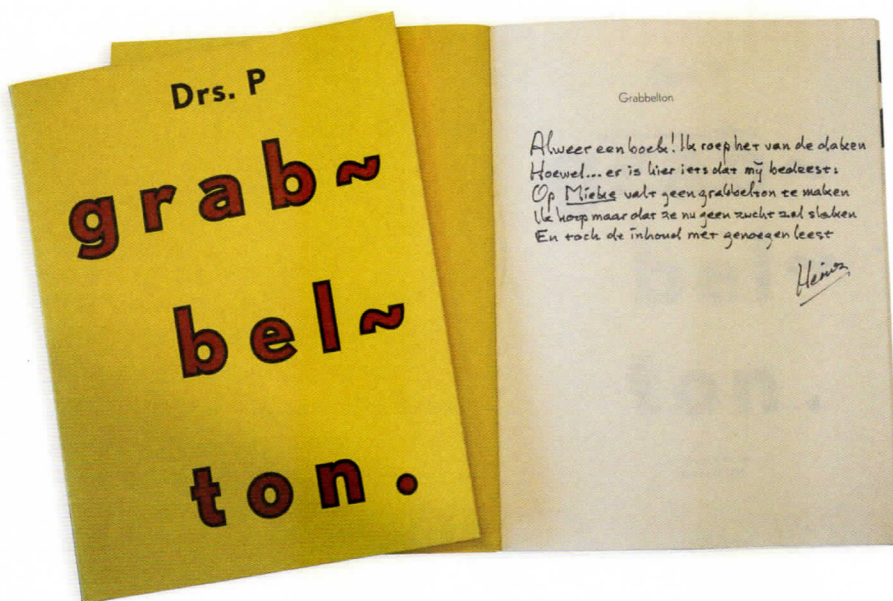 Drs. P
grab~
bel~
ton.
Grabbelton
Alweer een boek! Ik roep het van de daken
Hoewel... er is hier iets dat mij bedeest:
Op Mieke valt geen grabbelton te maken
Ik hoop maar dat ze nu geen zucht zal slaken
En toch de inhoud met genoegen leest
Heinz